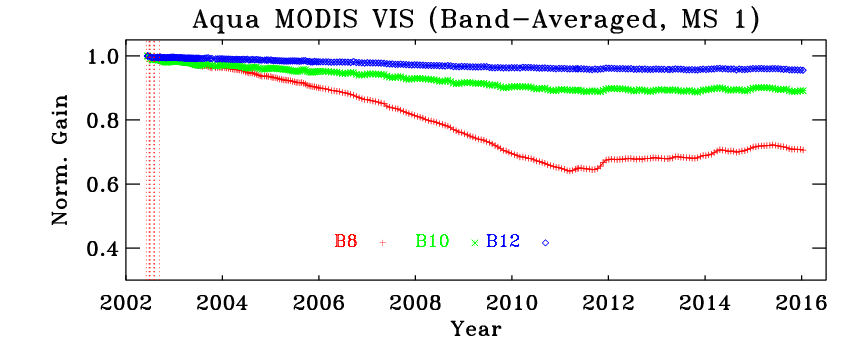 Aqua MODIS VIS (Band-Averaged, MS 1)
1.0
0.8
0.6
0.4
Norm. Gain
B8 B10 B12
2002 2004 2006 2008 2010 2012 2014 2016
Year